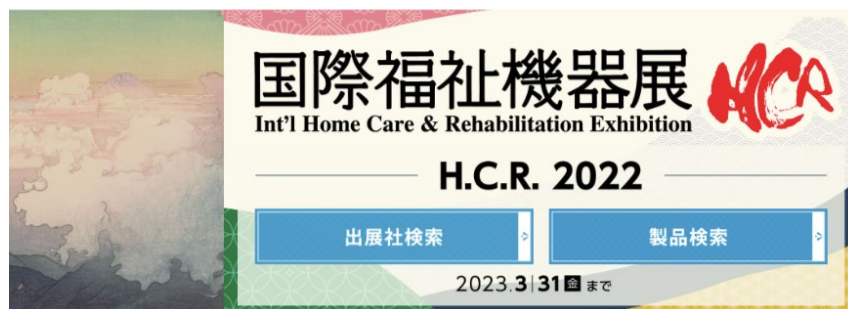 国際福祉機器展 HCR
Int'l Home Care & Rehabilitation Exhibition
H.C.R. 2022
出展社検索 製品検索
2023.3|31金まで